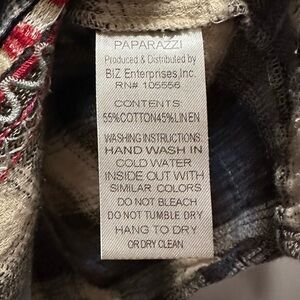 PAPARAZZI
Produced & Distributed by
BIZ Enterprises,Inc.
RN# 105556
CONTENTS:
55%COTTON45%LINEN
WASHING INSTRUCTIONS:
HAND WASH IN
COLD WATER
INSIDE OUT WITH
SIMILAR COLORS
DO NOT BLEACH
DO NOT TUMBLE DRY
HANG TO DRY
OR DRY CLEAN